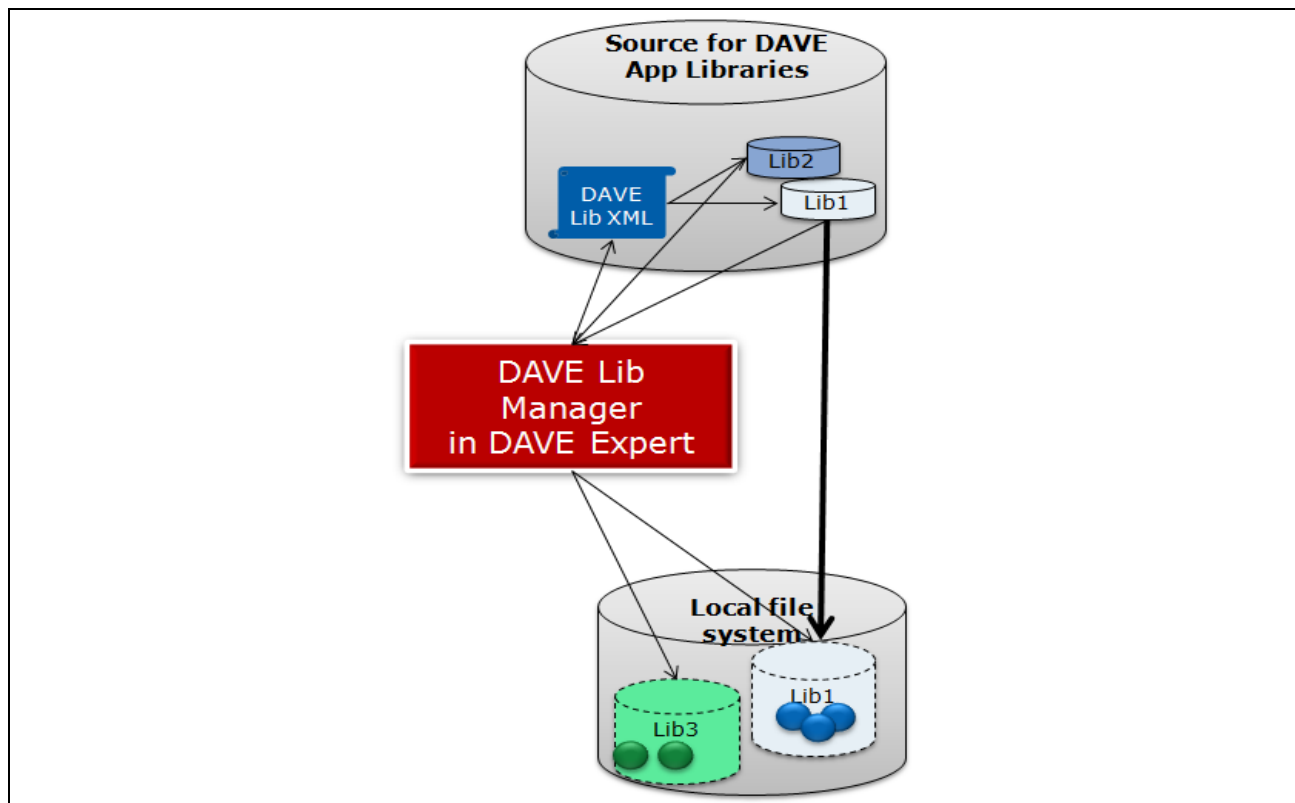 Source for DAVE
App Libraries
Lib2
DAVE
Lib XML
Lib1
DAVE Lib
Manager
in DAVE Expert
Local file
system
Lib1
Lib3